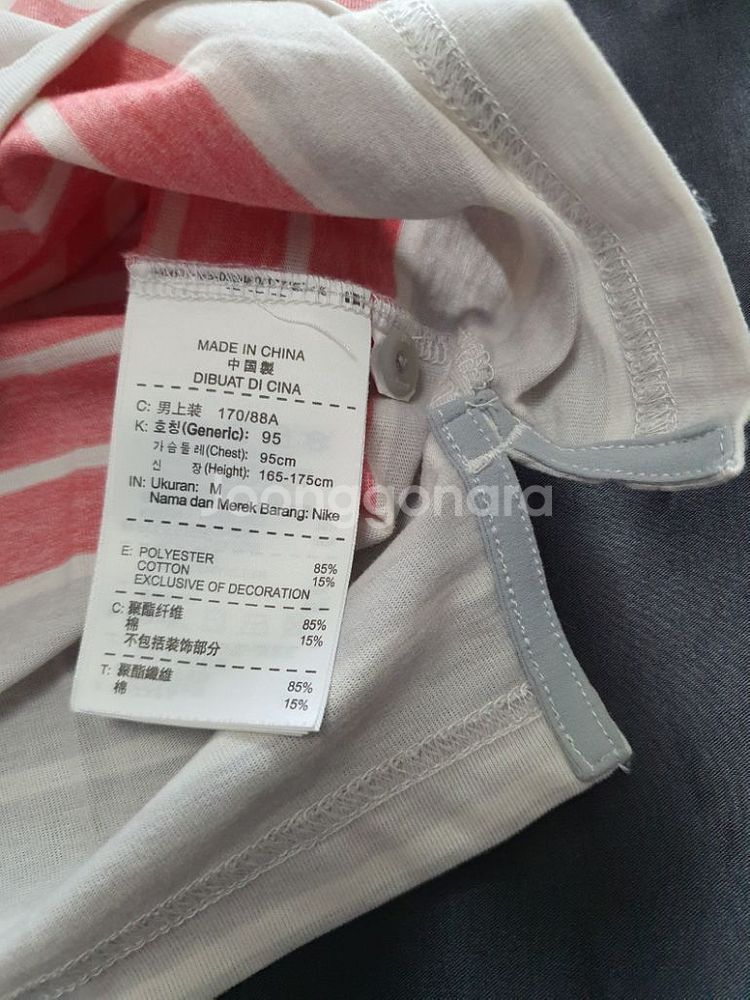 MADE IN CHINA
中国製
DIBUAT DI CINA
C: 男上装 170/88A
K: 호칭(Generic): 95
가슴둘레(Chest): 95cm
신 장(Height): 165-175cm
IN: Ukuran: M
Nama dan Merek Barang: Nike
joonggonara
E: POLYESTER 85%
COTTON 15%
EXCLUSIVE OF DECORATION
C: 聚酯纤维 85%
棉 15%
不包括装饰部分
T: 聚酯纖維 85%
棉 15%